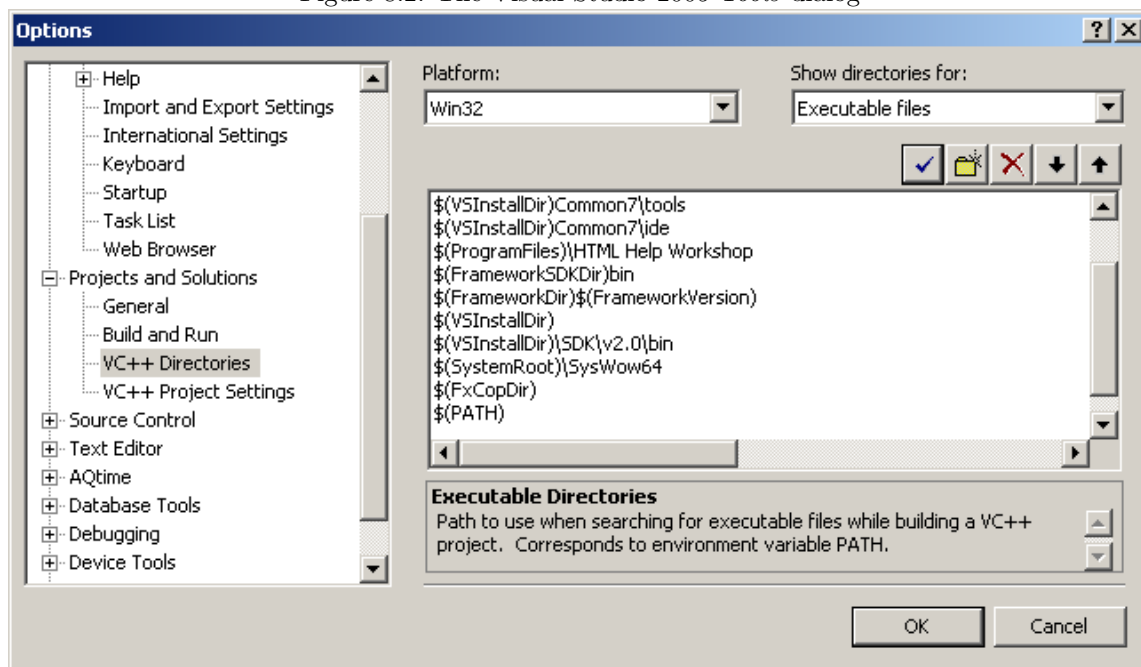 Options
Help
Import and Export Settings
International Settings
Keyboard
Startup
Task List
Web Browser
Projects and Solutions
General
Build and Run
VC++ Directories
VC++ Project Settings
Source Control
Text Editor
AQtime
Database Tools
Debugging
Device Tools
Platform:
Win32
Show directories for:
Executable files
$(VSInstallDir)Common7\tools
$(VSInstallDir)Common7\ide
$(ProgramFiles)\HTML Help Workshop
$(FrameworkSDKDir)bin
$(FrameworkDir)$(FrameworkVersion)
$(VSInstallDir)
$(VSInstallDir)\SDK\v2.0\bin
$(SystemRoot)\SysWow64
$(FxCopDir)
$(PATH)
Executable Directories
Path to use when searching for executable files while building a VC++
project. Corresponds to environment variable PATH.
OK
Cancel